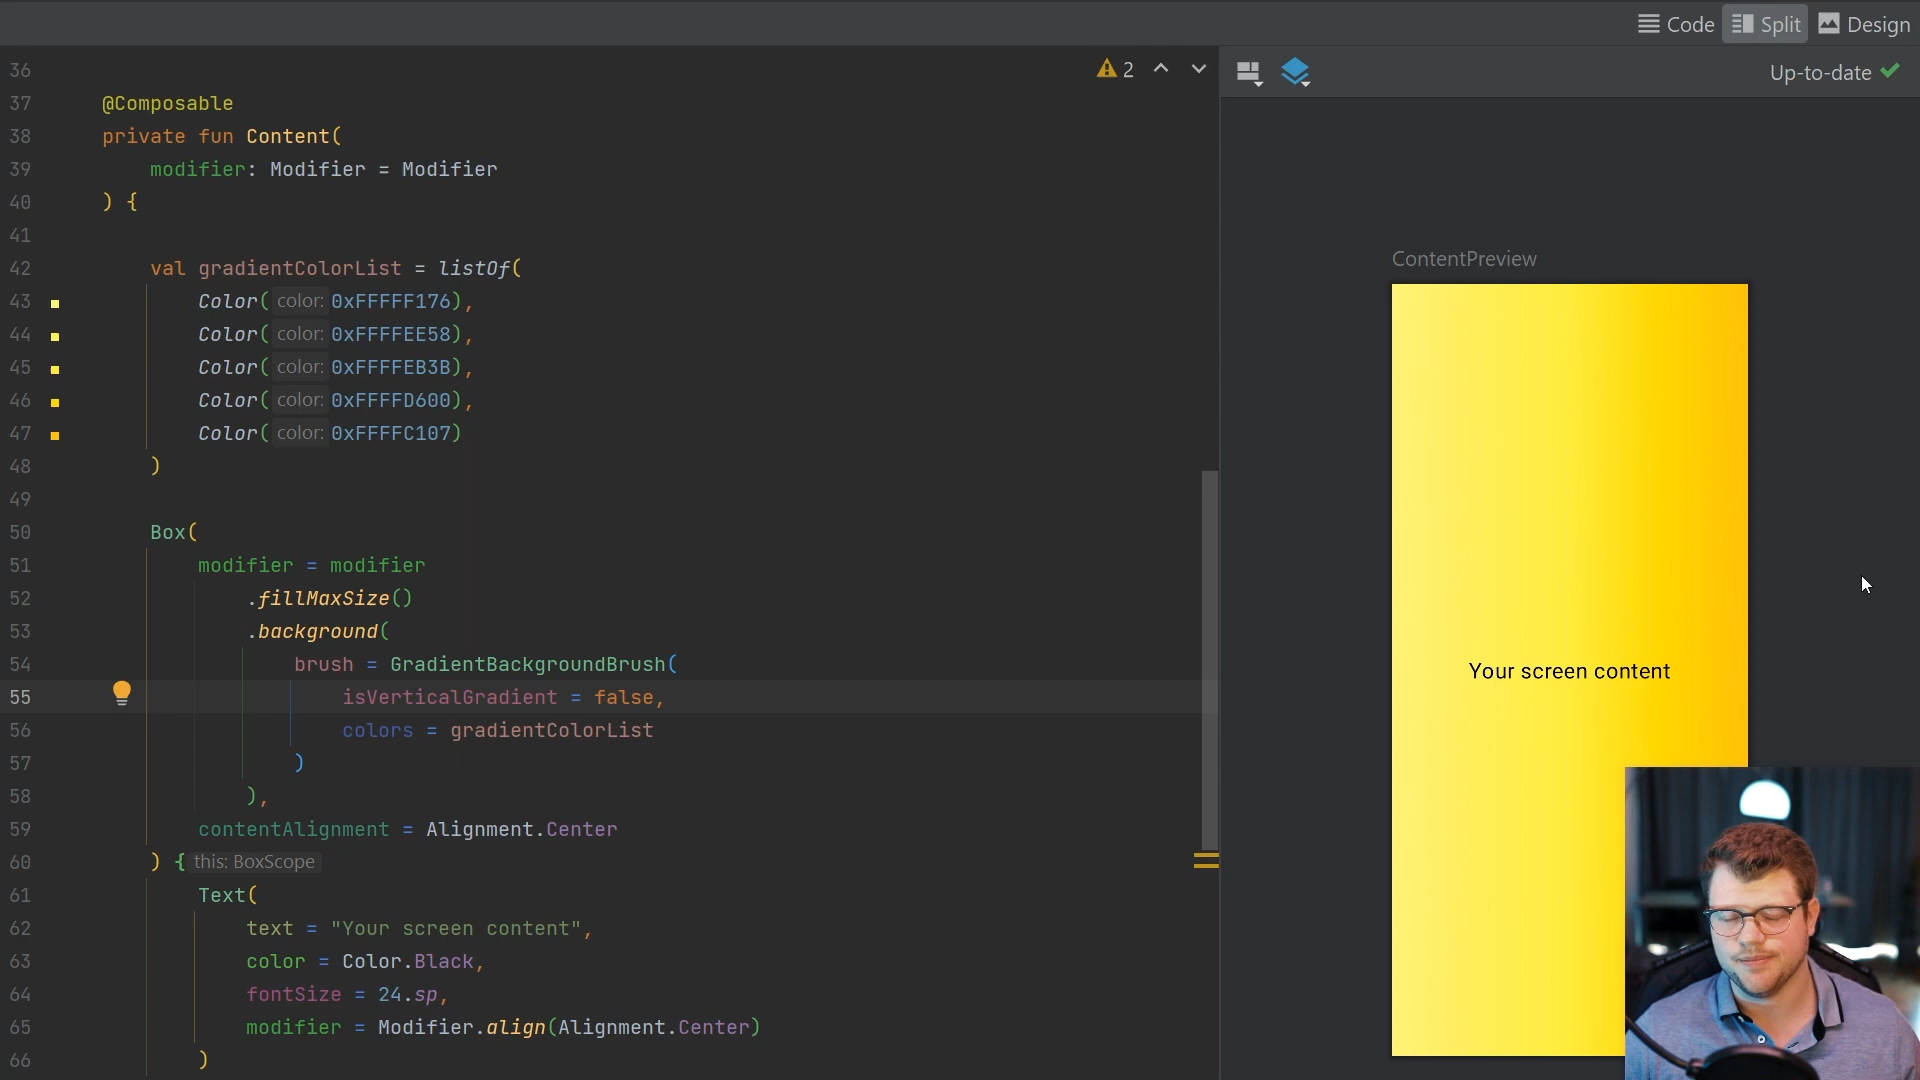 Code Split Design
2
Up-to-date
36
37 @Composable
38 private fun Content(
39 modifier: Modifier = Modifier
40 ) {
41
42 val gradientColorList = listOf(
43 Color( color: 0xFFFFF176),
44 Color( color: 0xFFFFEE58),
45 Color( color: 0xFFFFEB3B),
46 Color( color: 0xFFFFD600),
47 Color( color: 0xFFFFC107)
48 )
49
50 Box(
51 modifier = modifier
52 .fillMaxSize()
53 .background(
54 brush = GradientBackgroundBrush(
55 isVerticalGradient = false,
56 colors = gradientColorList
57 )
58 ),
59 contentAlignment = Alignment.Center
60 ) { this: BoxScope
61 Text(
62 text = "Your screen content",
63 color = Color.Black,
64 fontSize = 24.sp,
65 modifier = Modifier.align(Alignment.Center)
66 )
ContentPreview
Your screen content